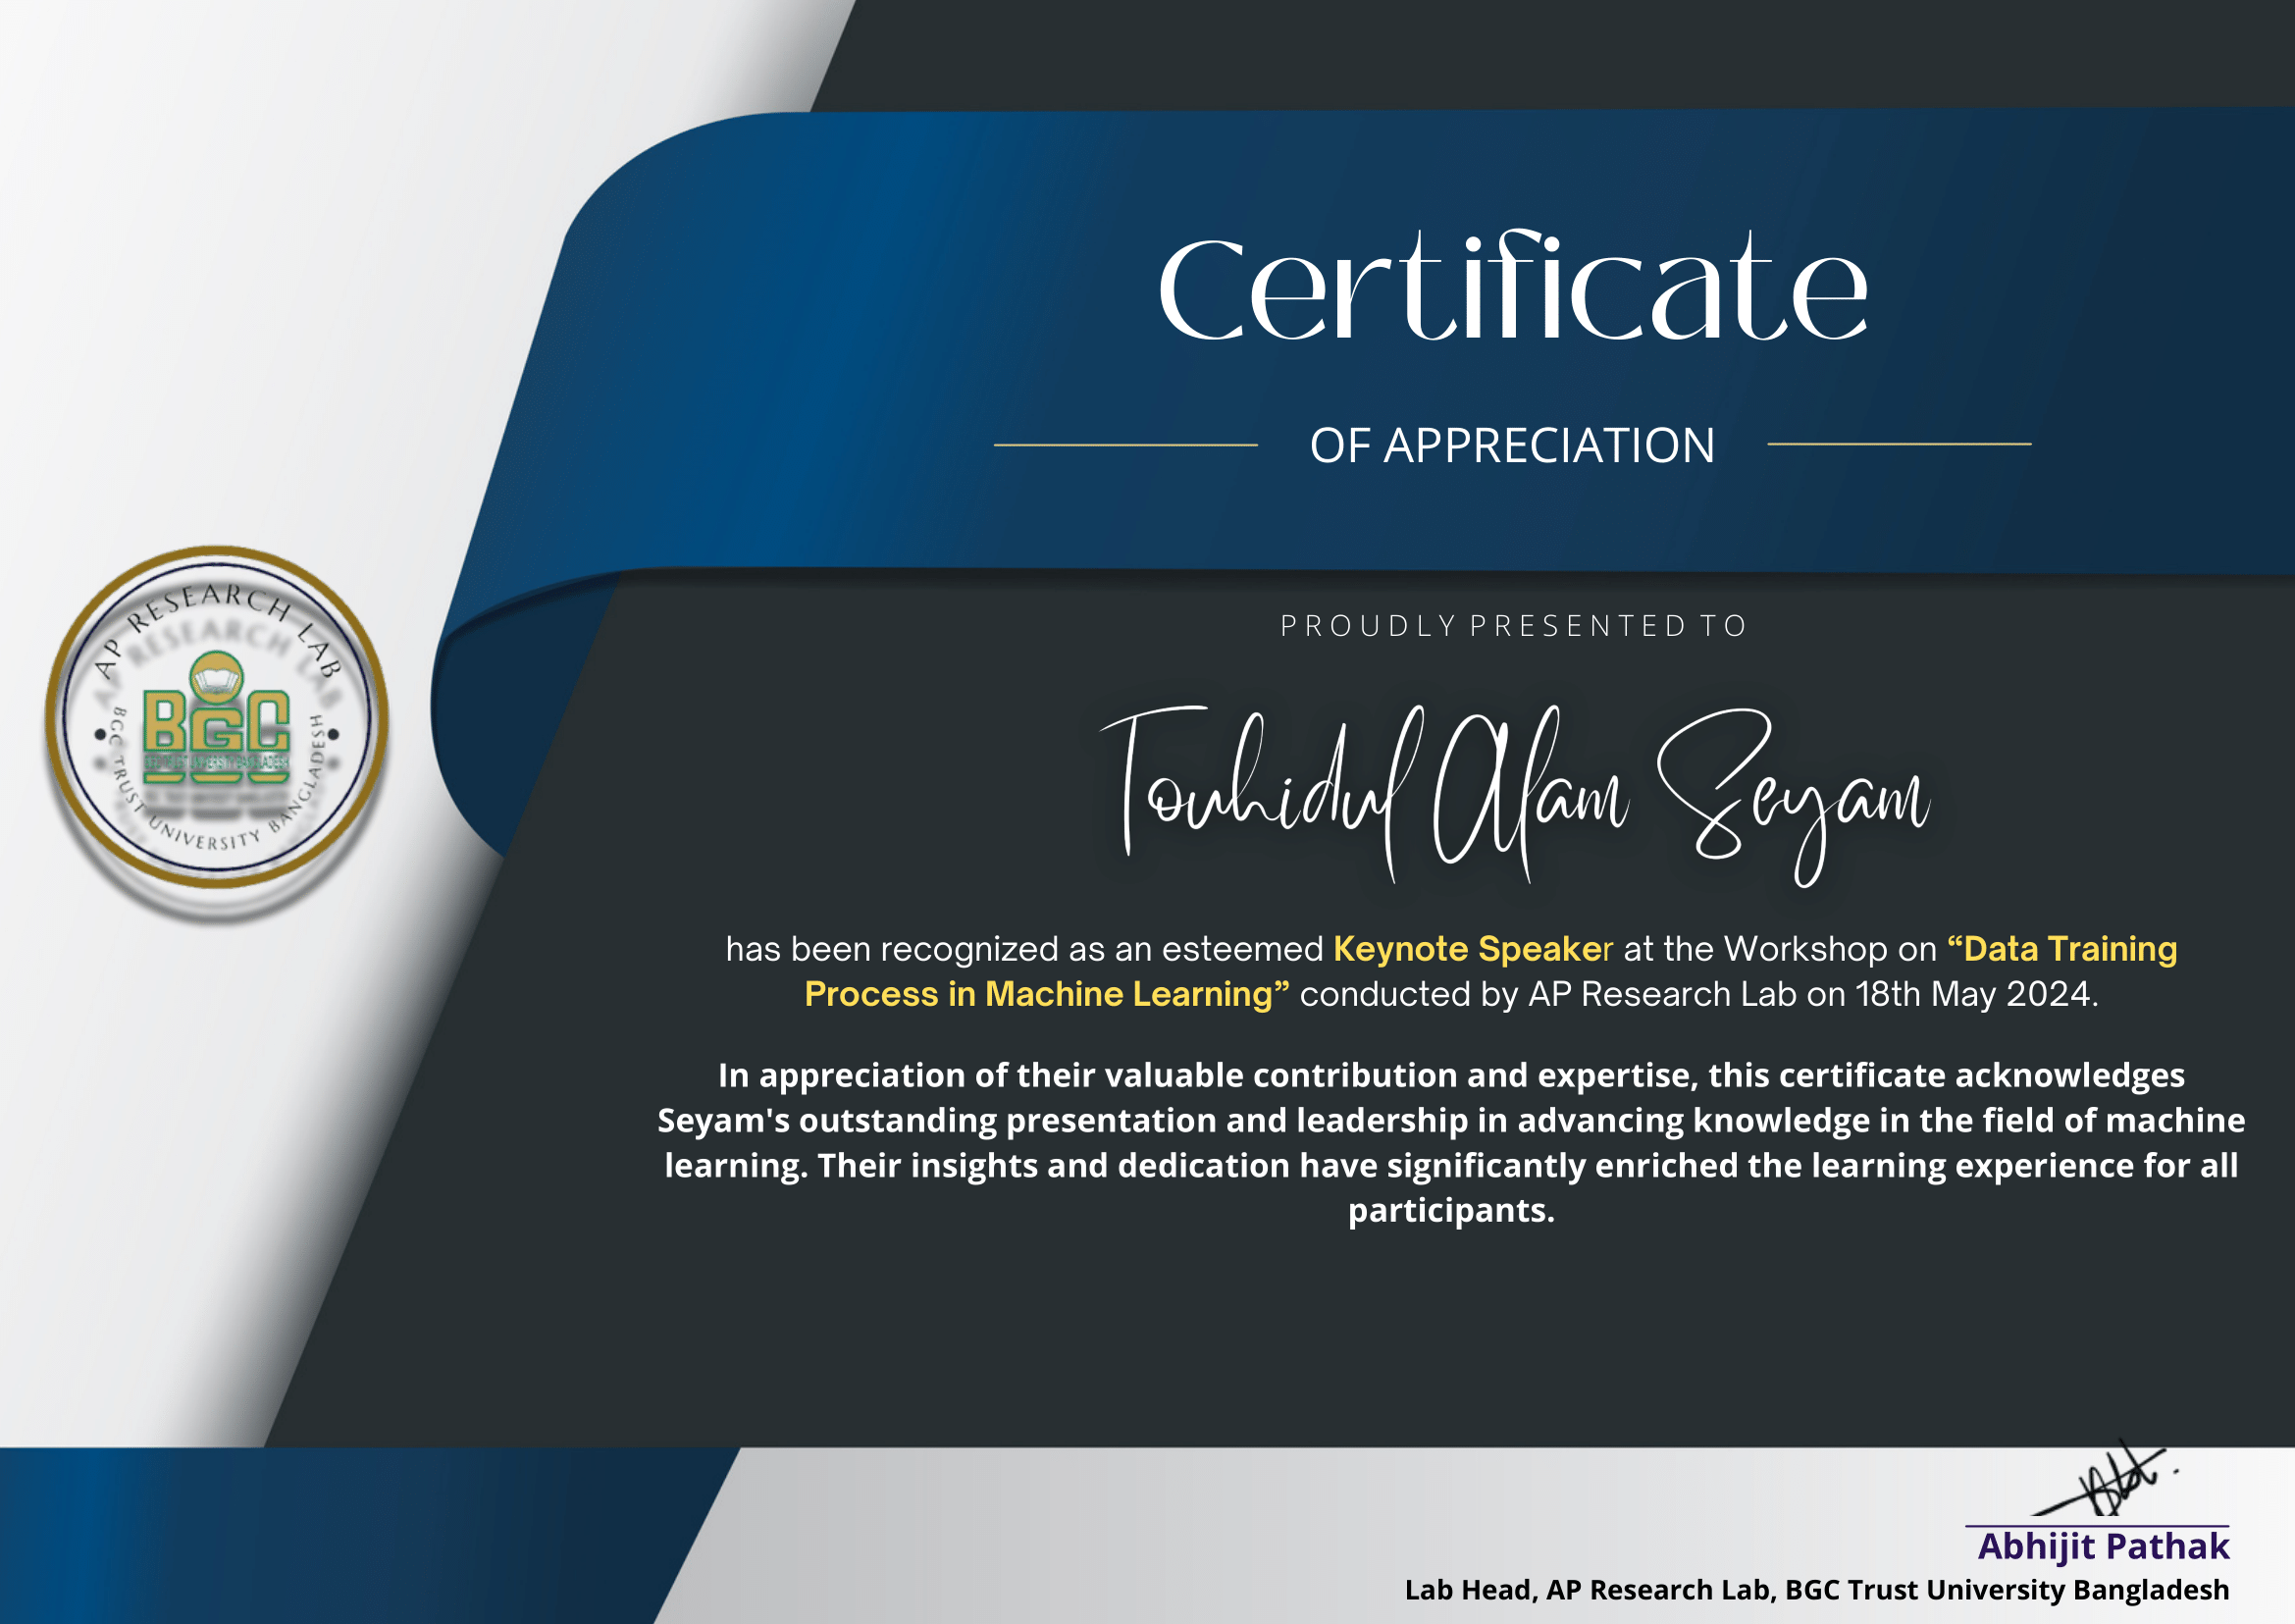 Certificate
OF APPRECIATION
PROUDLY PRESENTED TO
Touhidul Alam Seyam
has been recognized as an esteemed Keynote Speaker at the Workshop on “Data Training
Process in Machine Learning” conducted by AP Research Lab on 18th May 2024.
In appreciation of their valuable contribution and expertise, this certificate acknowledges
Seyam's outstanding presentation and leadership in advancing knowledge in the field of machine
learning. Their insights and dedication have significantly enriched the learning experience for all
participants.
AP RESEARCH LAB
BGC
BGC TRUST UNIVERSITY BANGLADESH
Abhijit Pathak
Lab Head, AP Research Lab, BGC Trust University Bangladesh